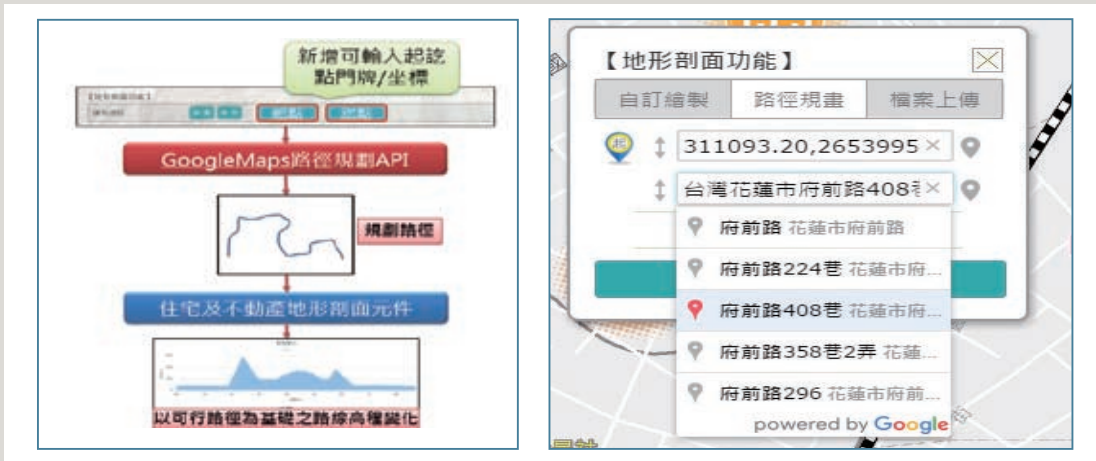 新增可輸入起訖
點門牌/坐標
GoogleMaps路徑規劃API
規劃路徑
住宅及不動產地形剖面元件
以可行路徑為基礎之路線高程變化
【地形剖面功能】
自訂繪製 路徑規畫 檔案上傳
起 311093.20,2653995 ×
台灣花蓮市府前路408 ×
府前路 花蓮市府前路
府前路224巷 花蓮市府...
府前路408巷 花蓮市府...
府前路358巷2弄 花蓮...
府前路296 花蓮市府前...
powered by Google